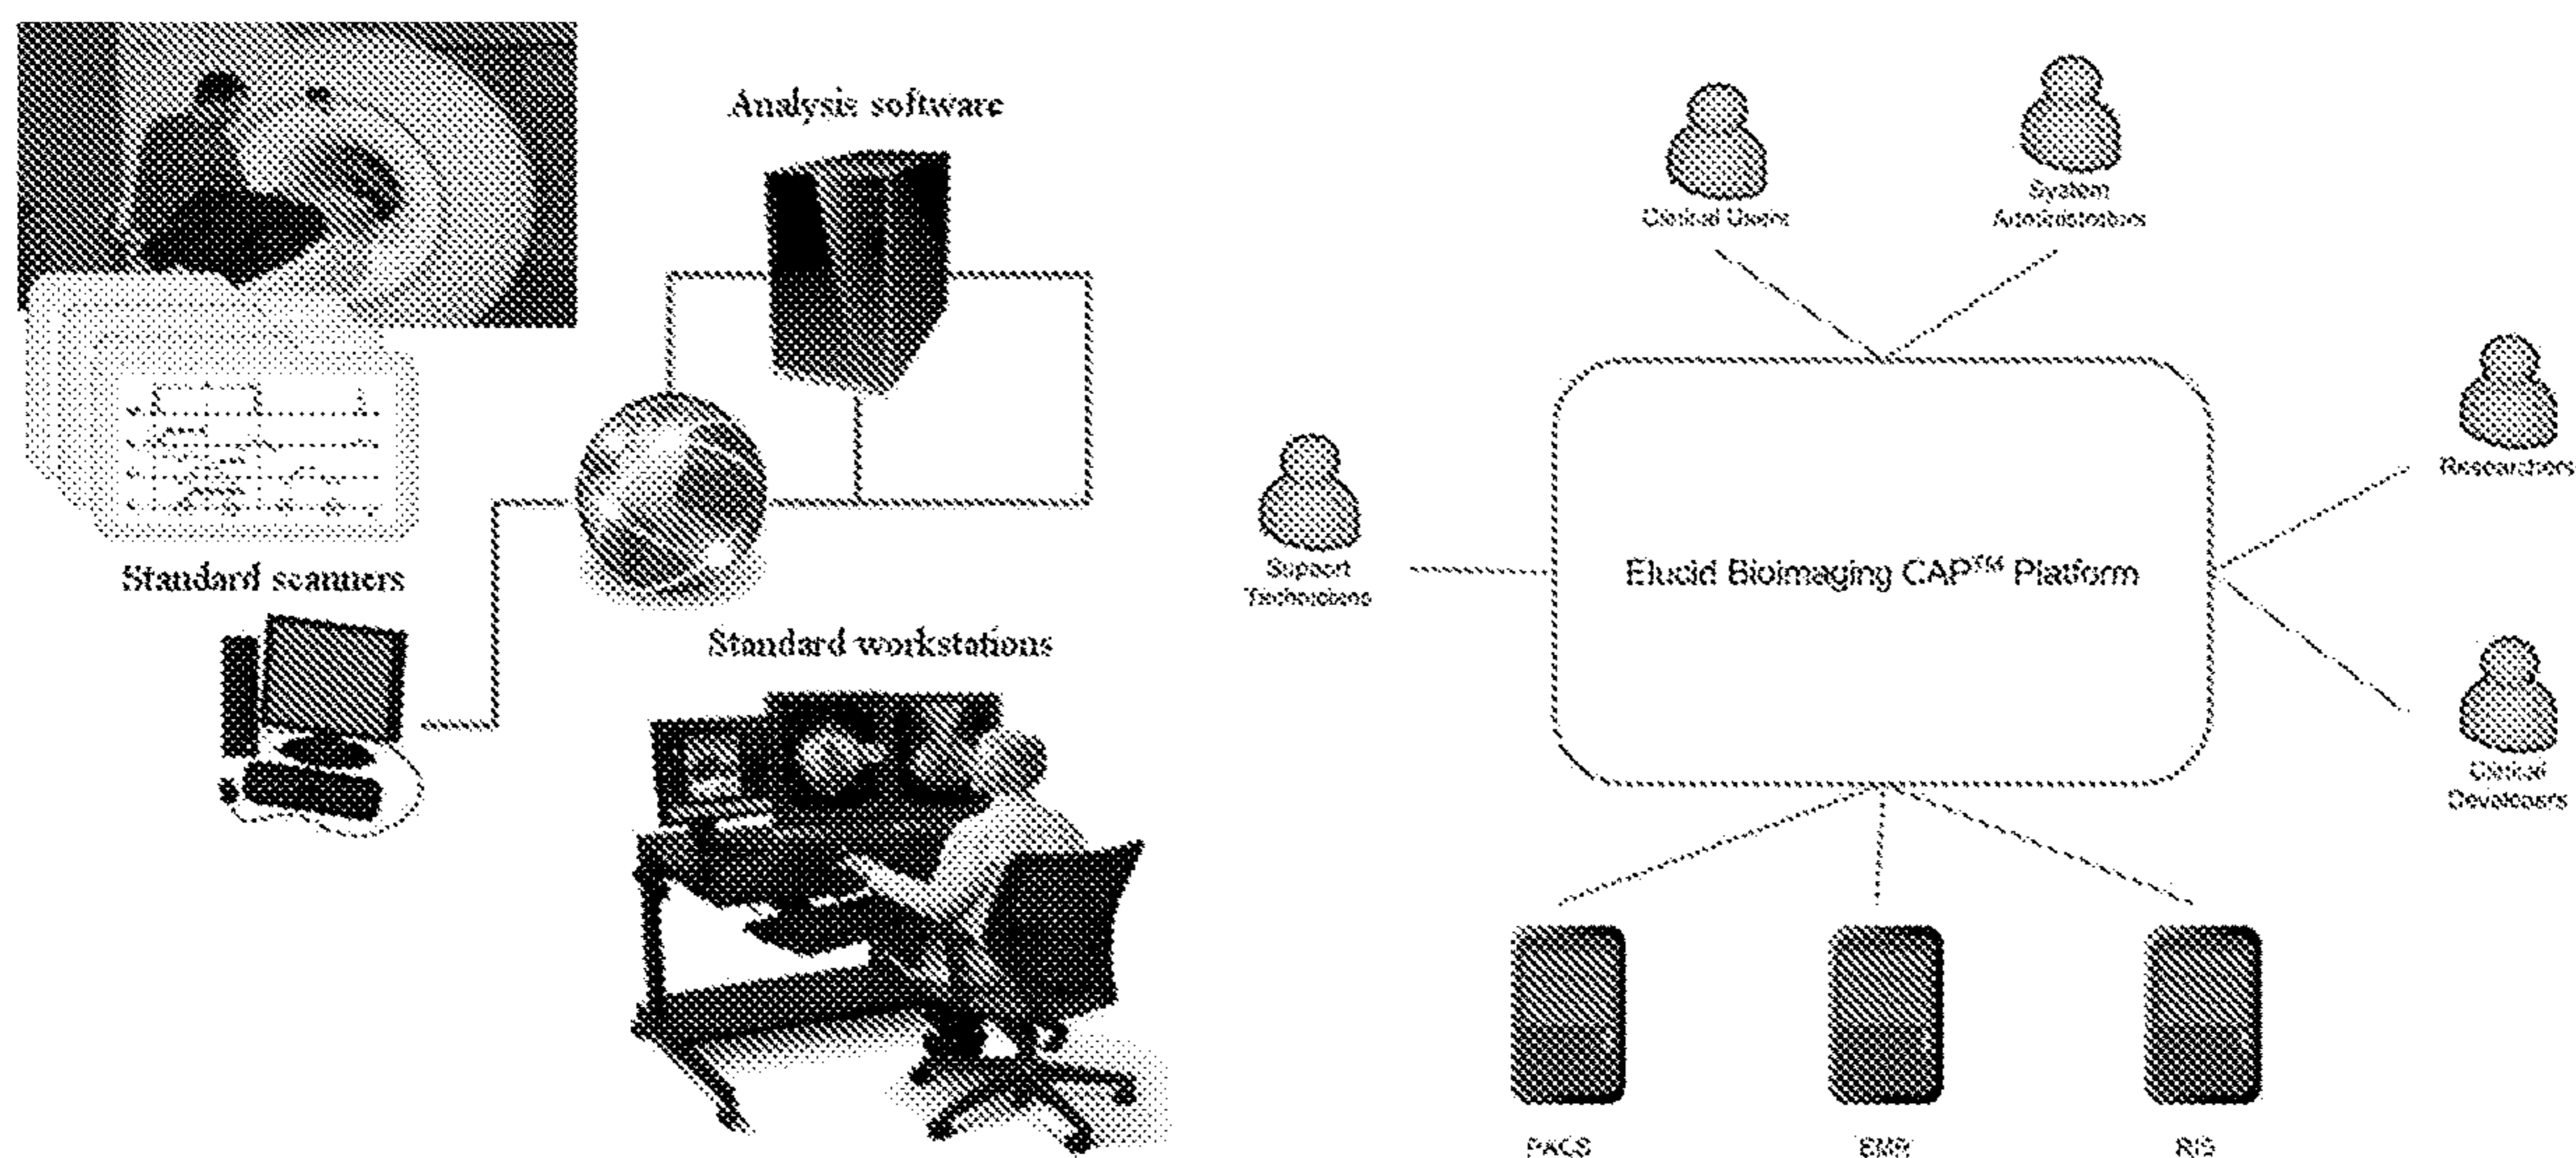 Analysis software
Standard scanners
Standard workstations
Clinical Users
System
Administrators
Support
Technicians
Elucid Bioimaging CAP™ Platform
Researchers
Clinical
Developers
PACS
EMR
RIS